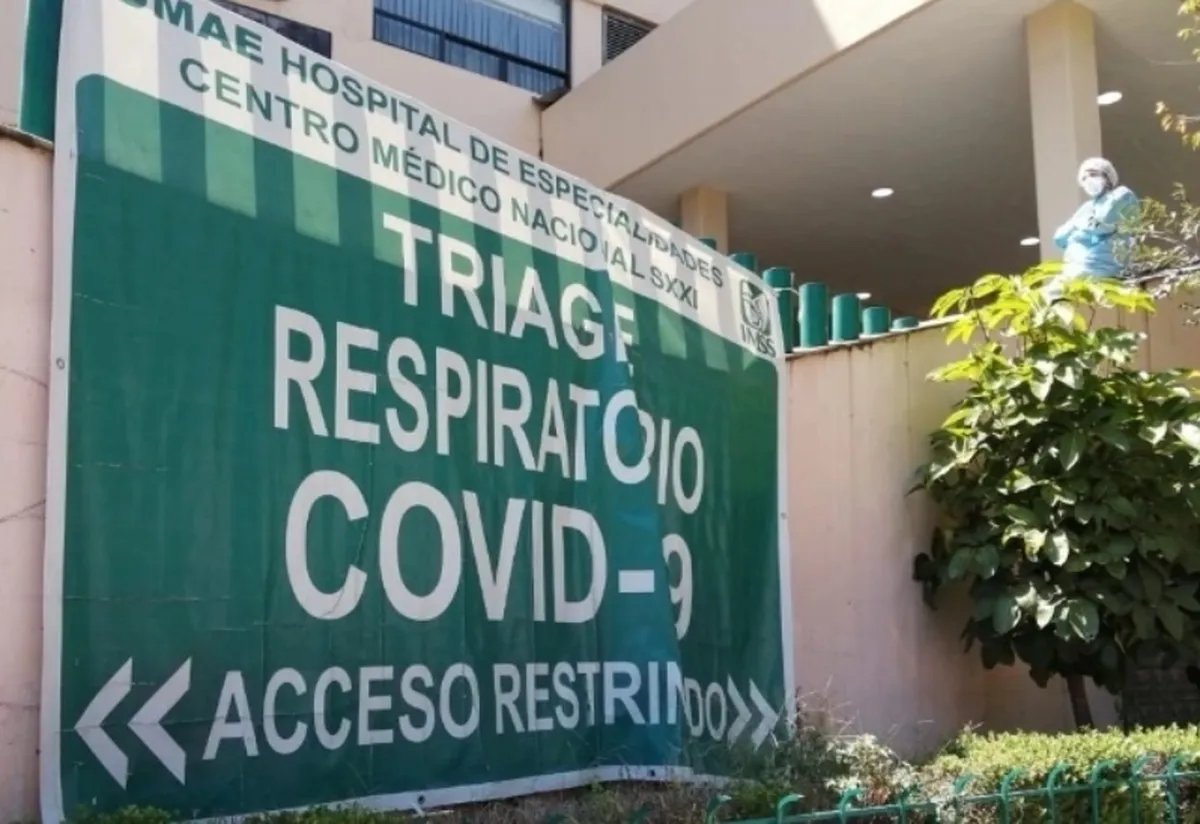 UMAE HOSPITAL DE ESPECIALIDADES
CENTRO MÉDICO NACIONAL SXXI
IMSS
TRIAGE
RESPIRATORIO
COVID-9
<< ACCESO RESTRINDO >>